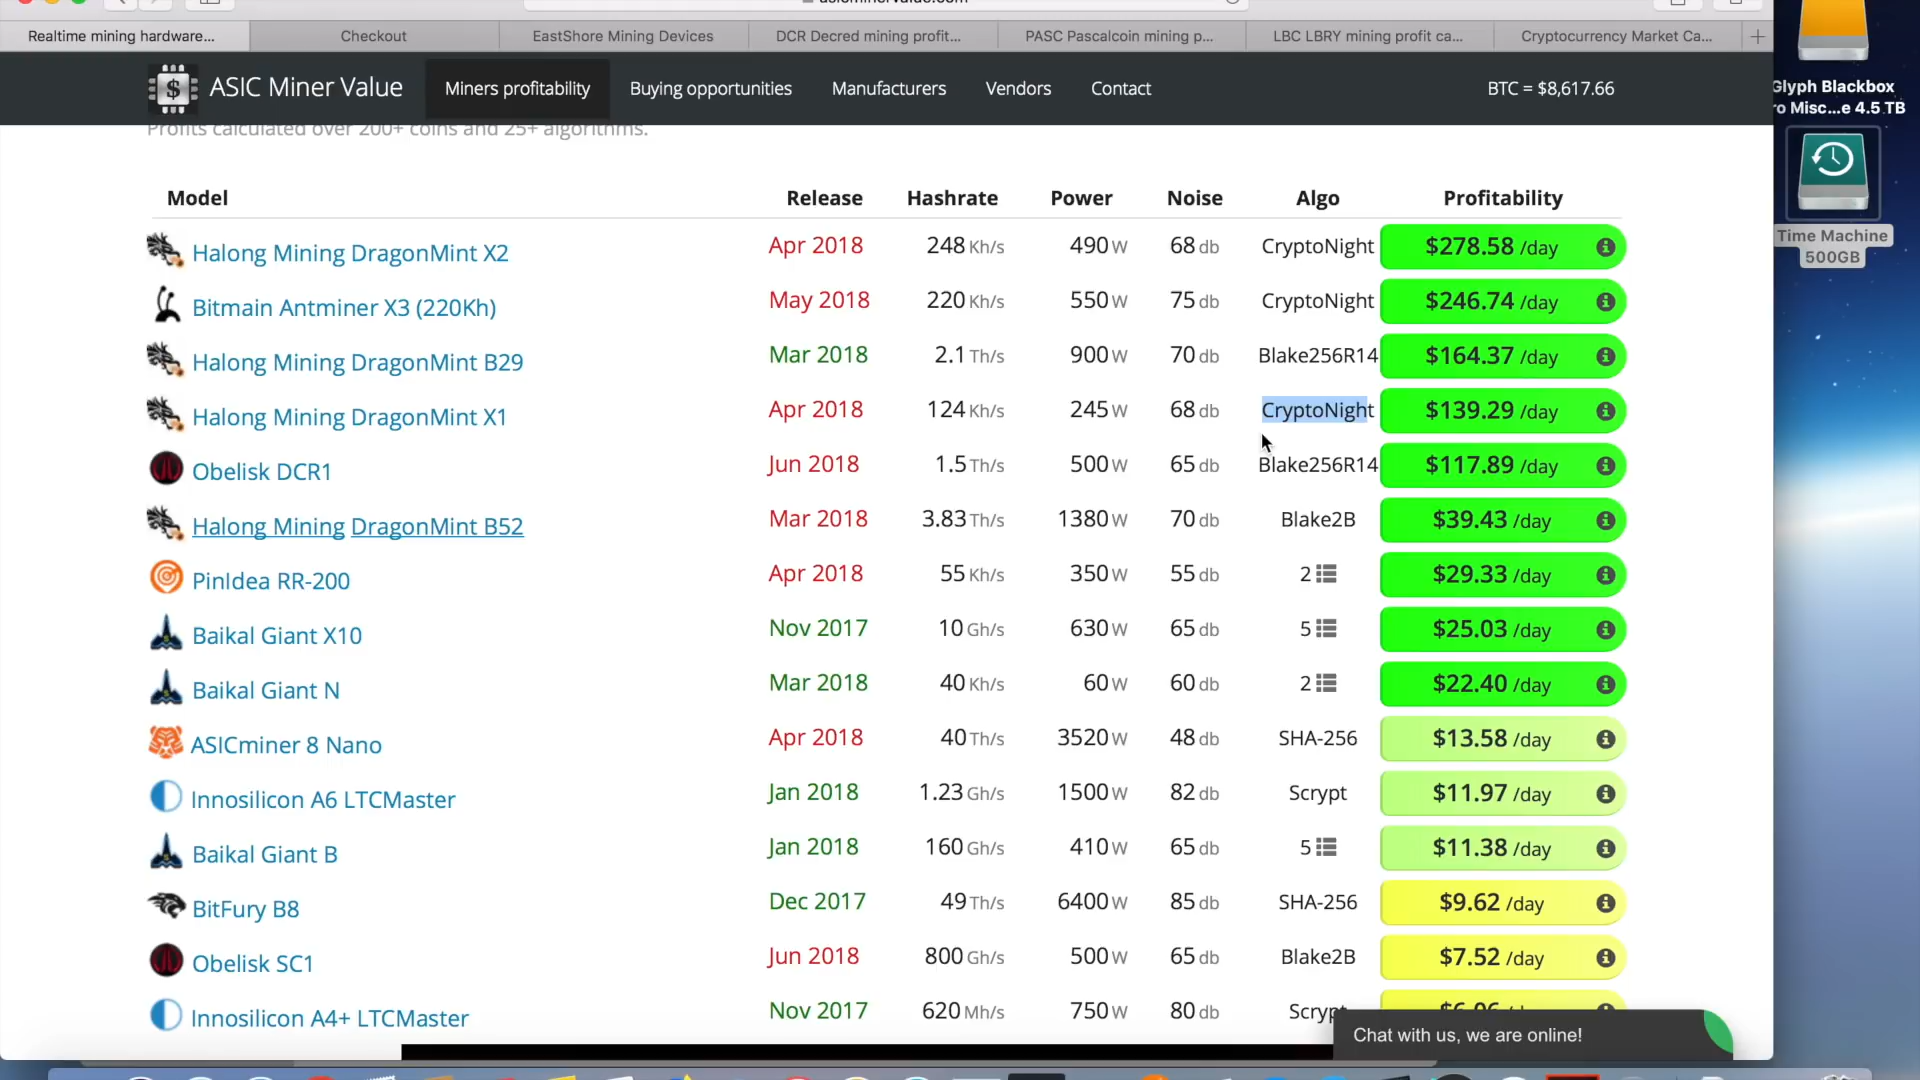 asicminervalue.com
Realtime mining hardware... Checkout EastShore Mining Devices DCR Decred mining profit... PASC Pascalcoin mining p... LBC LBRY mining profit ca... Cryptocurrency Market Ca...
ASIC Miner Value Miners profitability Buying opportunities Manufacturers Vendors Contact BTC = $8,617.66
Glyph Blackbox
ro Misc...e 4.5 TB
Profits calculated over 200+ coins and 25+ algorithms.
Model Release Hashrate Power Noise Algo Profitability
Time Machine
500GB
Halong Mining DragonMint X2 Apr 2018 248 Kh/s 490 W 68 db CryptoNight $278.58 /day
Bitmain Antminer X3 (220Kh) May 2018 220 Kh/s 550 W 75 db CryptoNight $246.74 /day
Halong Mining DragonMint B29 Mar 2018 2.1 Th/s 900 W 70 db Blake256R14 $164.37 /day
Halong Mining DragonMint X1 Apr 2018 124 Kh/s 245 W 68 db CryptoNight $139.29 /day
Obelisk DCR1 Jun 2018 1.5 Th/s 500 W 65 db Blake256R14 $117.89 /day
Halong Mining DragonMint B52 Mar 2018 3.83 Th/s 1380 W 70 db Blake2B $39.43 /day
PinIdea RR-200 Apr 2018 55 Kh/s 350 W 55 db 2 $29.33 /day
Baikal Giant X10 Nov 2017 10 Gh/s 630 W 65 db 5 $25.03 /day
Baikal Giant N Mar 2018 40 Kh/s 60 W 60 db 2 $22.40 /day
ASICminer 8 Nano Apr 2018 40 Th/s 3520 W 48 db SHA-256 $13.58 /day
Innosilicon A6 LTCMaster Jan 2018 1.23 Gh/s 1500 W 82 db Scrypt $11.97 /day
Baikal Giant B Jan 2018 160 Gh/s 410 W 65 db 5 $11.38 /day
BitFury B8 Dec 2017 49 Th/s 6400 W 85 db SHA-256 $9.62 /day
Obelisk SC1 Jun 2018 800 Gh/s 500 W 65 db Blake2B $7.52 /day
Innosilicon A4+ LTCMaster Nov 2017 620 Mh/s 750 W 80 db Scrypt
Chat with us, we are online!